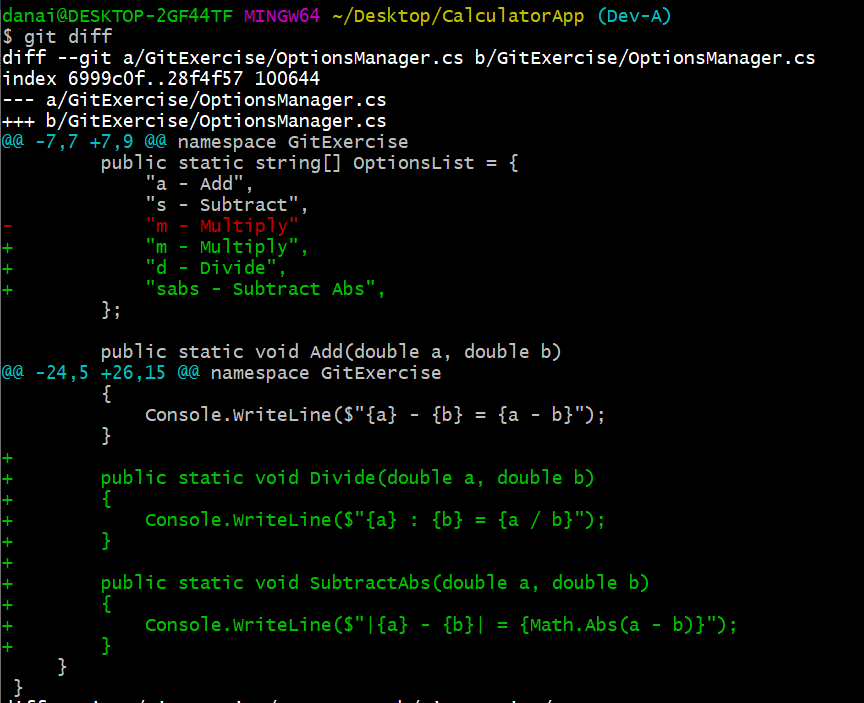 danai@DESKTOP-2GF44TF MINGW64 ~/Desktop/CalculatorApp (Dev-A)
$ git diff
diff --git a/GitExercise/OptionsManager.cs b/GitExercise/OptionsManager.cs
index 6999c0f..28f4f57 100644
--- a/GitExercise/OptionsManager.cs
+++ b/GitExercise/OptionsManager.cs
@@ -7,7 +7,9 @@ namespace GitExercise
         public static string[] OptionsList = {
             "a - Add",
             "s - Subtract",
-            "m - Multiply"
+            "m - Multiply",
+            "d - Divide",
+            "sabs - Subtract Abs",
         };

         public static void Add(double a, double b)
@@ -24,5 +26,15 @@ namespace GitExercise
         {
             Console.WriteLine($"{a} - {b} = {a - b}");
         }
+
+        public static void Divide(double a, double b)
+        {
+            Console.WriteLine($"{a} : {b} = {a / b}");
+        }
+
+        public static void SubtractAbs(double a, double b)
+        {
+            Console.WriteLine($"|{a} - {b}| = {Math.Abs(a - b)}");
+        }
     }
 }